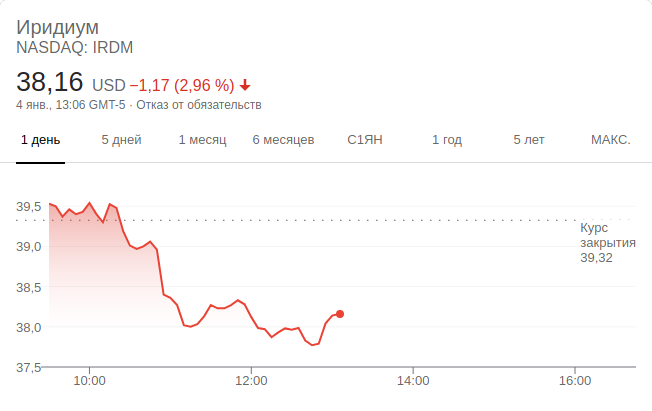 Иридиум
NASDAQ: IRDM
38,16 USD −1,17 (2,96 %)
4 янв., 13:06 GMT-5 · Отказ от обязательств
1 день 5 дней 1 месяц 6 месяцев С1ЯН 1 год 5 лет МАКС.
39,5
Курс
закрытия
39,32
39,0
38,5
38,0
37,5
10:00 12:00 14:00 16:00